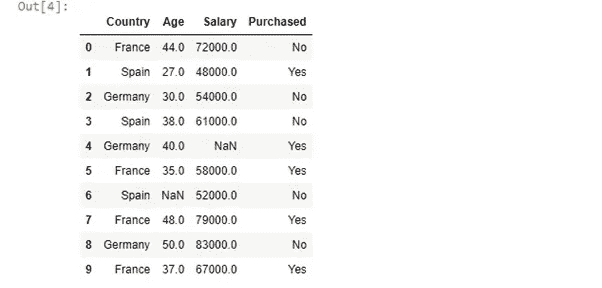 Out[4]:
Country Age Salary Purchased
0 France 44.0 72000.0 No
1 Spain 27.0 48000.0 Yes
2 Germany 30.0 54000.0 No
3 Spain 38.0 61000.0 No
4 Germany 40.0 NaN Yes
5 France 35.0 58000.0 Yes
6 Spain NaN 52000.0 No
7 France 48.0 79000.0 Yes
8 Germany 50.0 83000.0 No
9 France 37.0 67000.0 Yes